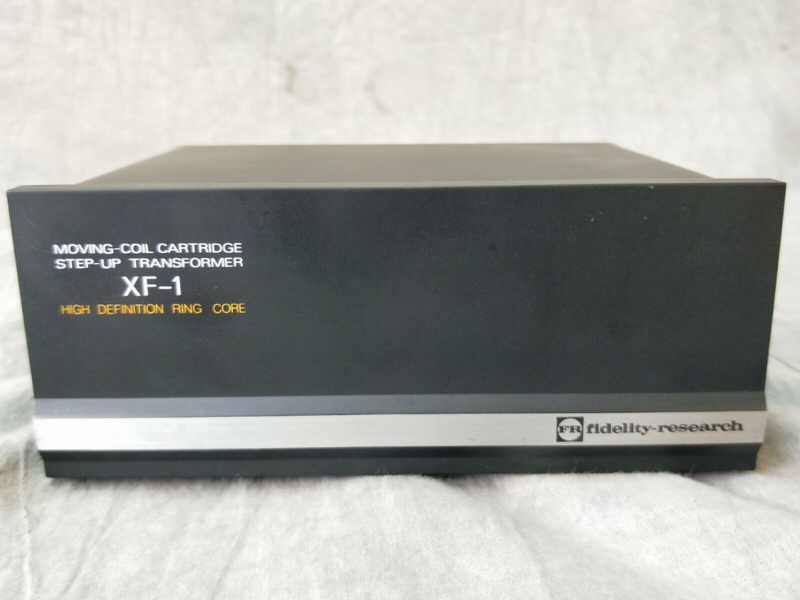 MOVING-COIL CARTRIDGE
STEP-UP TRANSFORMER
XF-1
HIGH DEFINITION RING CORE
FR fidelity-research